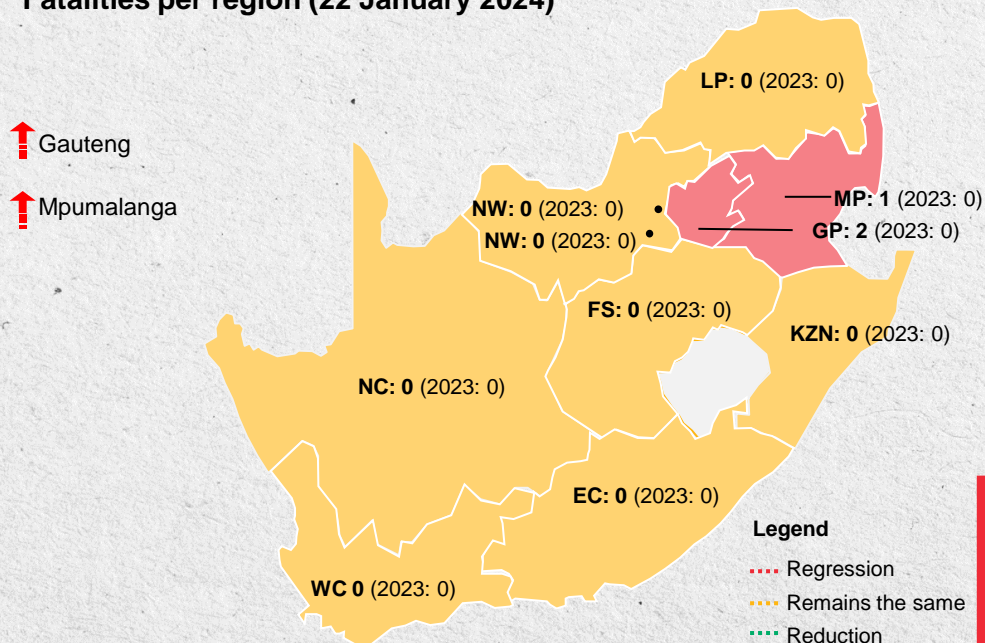 Fatalities per region (22 January 2024)
LP: 0 (2023: 0)
Gauteng
Mpumalanga
MP: 1 (2023: 0)
NW: 0 (2023: 0)
GP: 2 (2023: 0)
NW: 0 (2023: 0)
FS: 0 (2023: 0)
KZN: 0 (2023: 0)
NC: 0 (2023: 0)
EC: 0 (2023: 0)
WC 0 (2023: 0)
Legend
Regression
Remains the same
Reduction